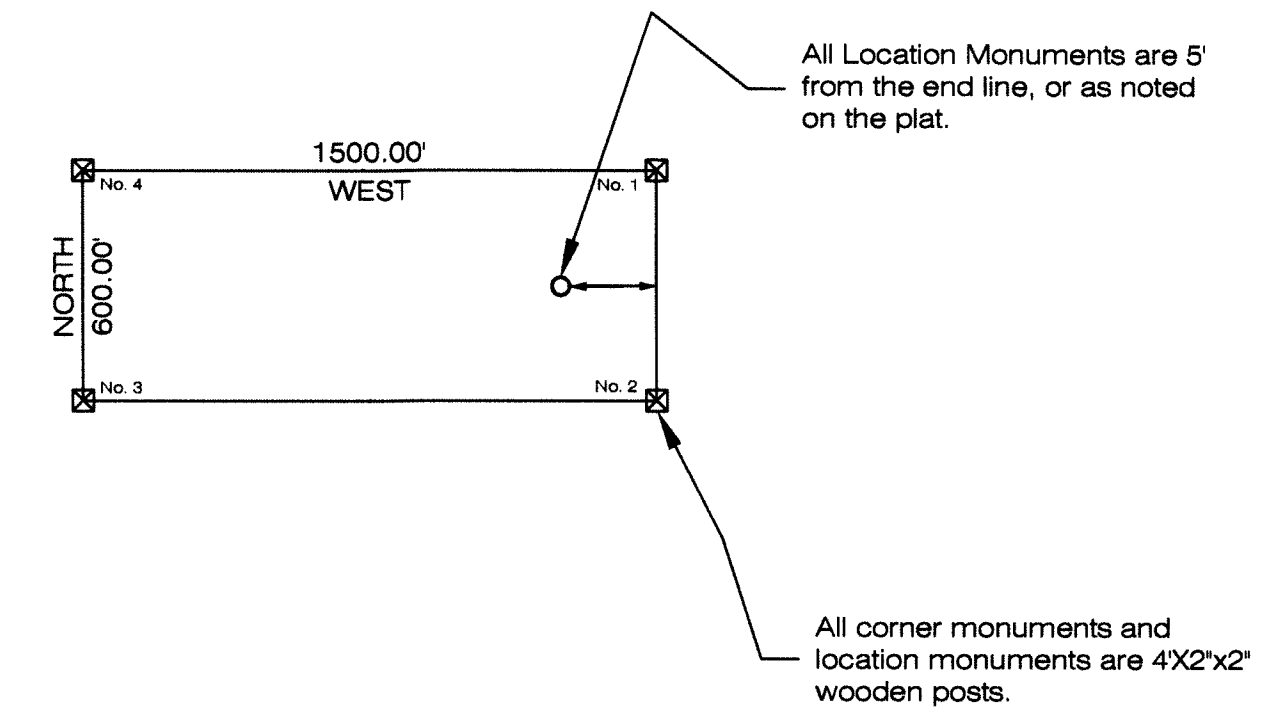 All Location Monuments are 5'
from the end line, or as noted
on the plat.
1500.00'
WEST
No. 4
No. 1
NORTH
600.00'
No. 3
No. 2
All corner monuments and
location monuments are 4'X2"x2"
wooden posts.